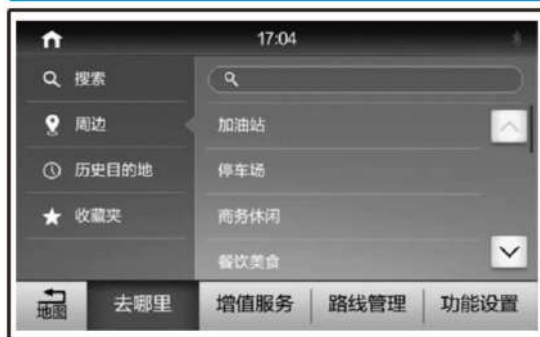 17:04
搜索
周边
历史目的地
收藏夹
加油站
停车场
商务休闲
餐饮美食
地图
去哪里
增值服务
路线管理
功能设置